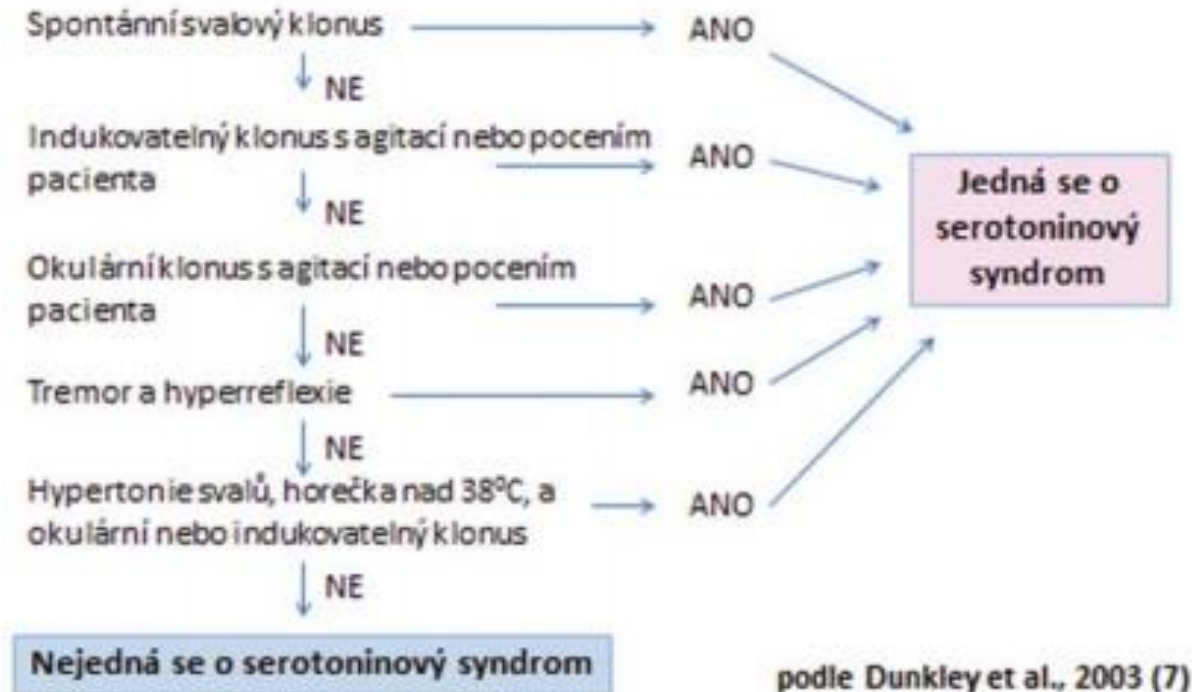 Spontánní svalový klonus
ANO
NE
Indukovatelný klonus s agitací nebo pocením
pacienta
ANO
NE
Okulární klonus s agitací nebo pocením
pacienta
ANO
NE
Tremor a hyperreflexie
ANO
NE
Hypertonie svalů, horečka nad 38⁰C, a
okulární nebo indukovatelný klonus
ANO
NE
Jedná se o
serotoninový
syndrom
Nejedná se o serotoninový syndrom
podle Dunkley et al., 2003 (7)